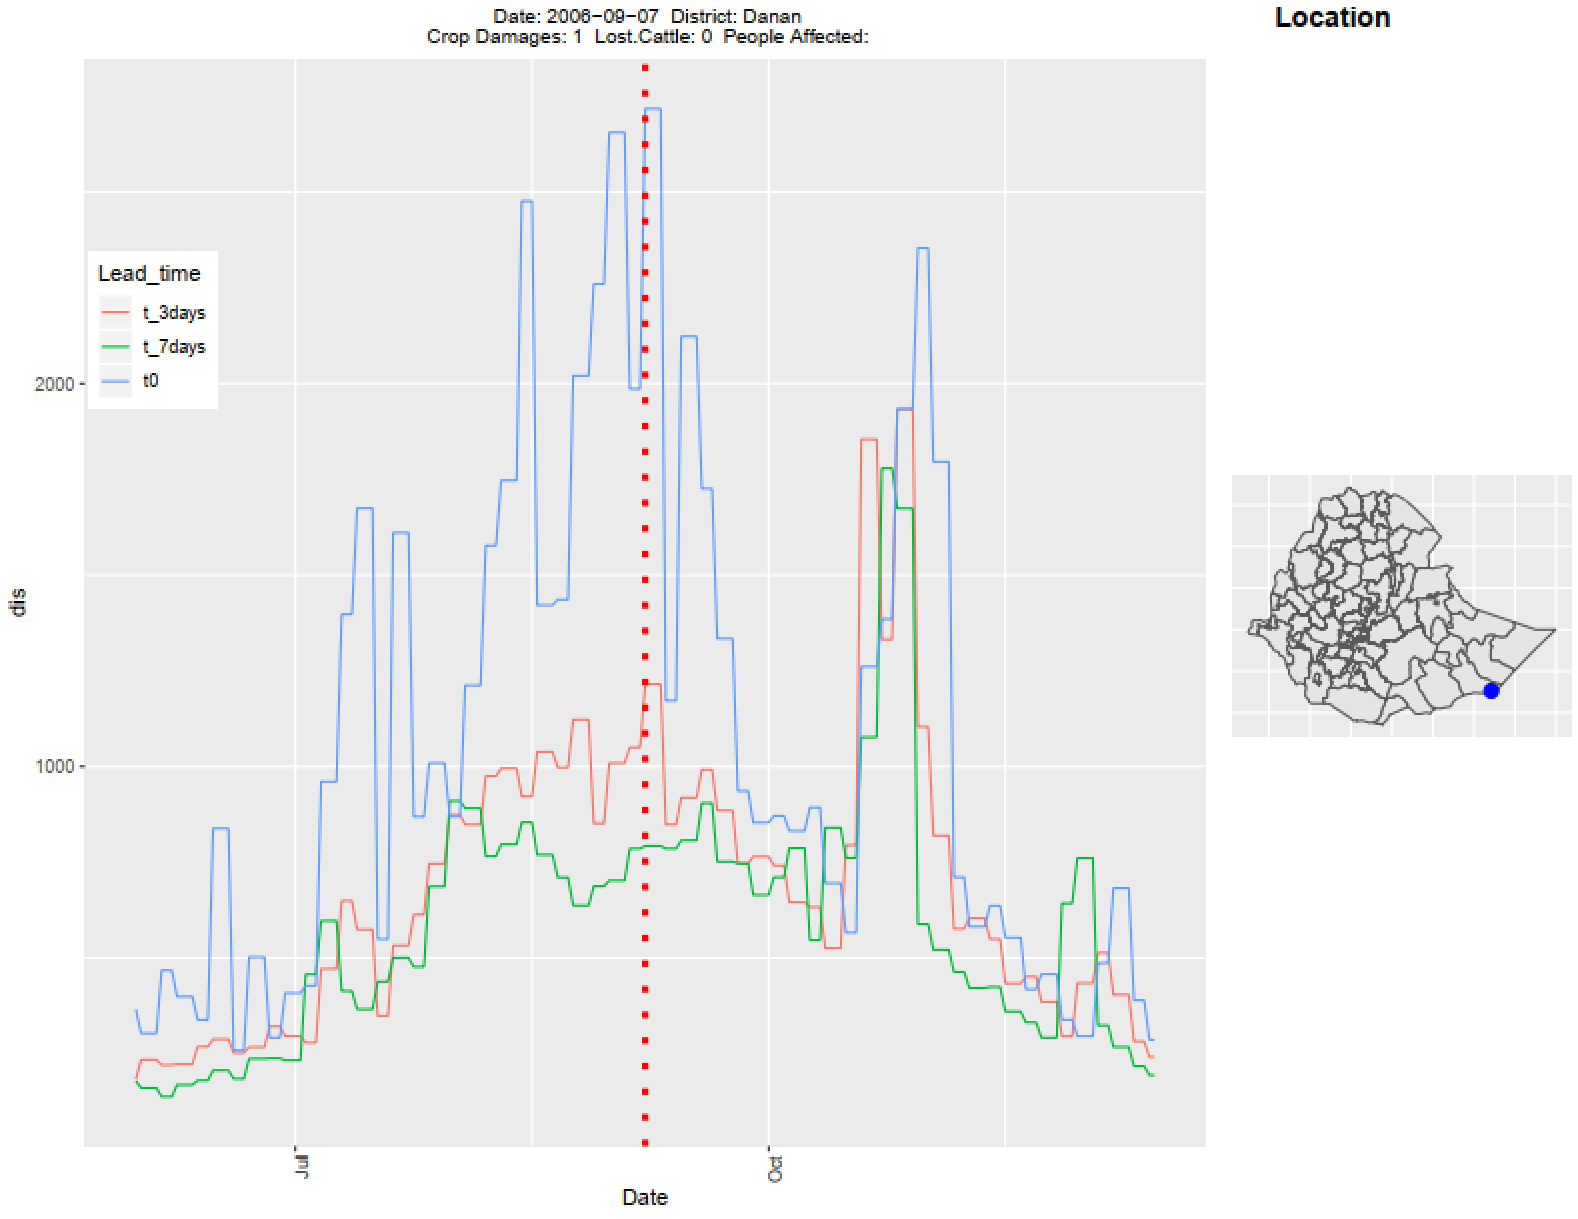 Date: 2006−09−07 District: Danan
Crop Damages: 1 Lost.Cattle: 0 People Affected:
Location
Lead_time
t_3days
t_7days
t0
2000
1000
dis
Jul
Oct
Date